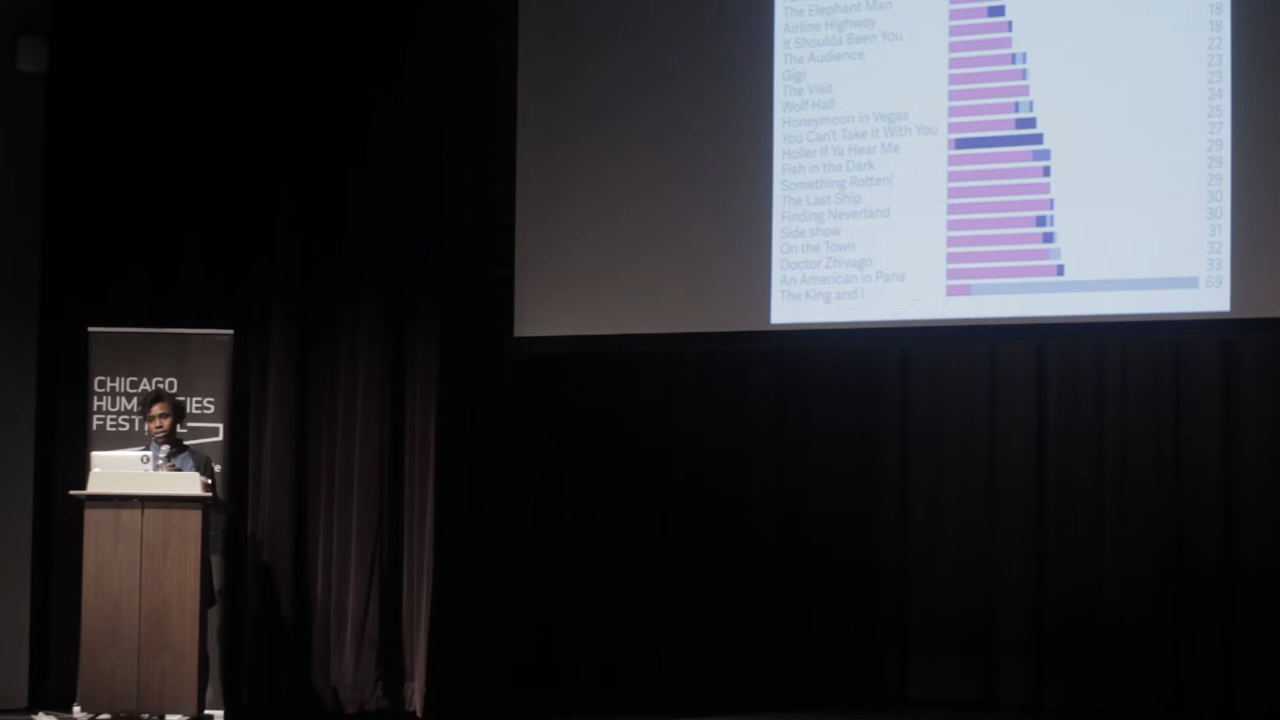 The Elephant Man 18
Airline Highway 18
It Shoulda Been You 22
The Audience 23
Gigi 23
The Visit 24
Wolf Hall 25
Honeymoon in Vegas 27
You Can't Take It With You 29
Holler If Ya Hear Me 29
Fish in the Dark 29
Something Rotten! 30
The Last Ship 30
Finding Neverland 31
Side show 32
On the Town 33
Doctor Zhivago 69
An American in Paris
The King and I
CHICAGO
HUM TIES
FEST L